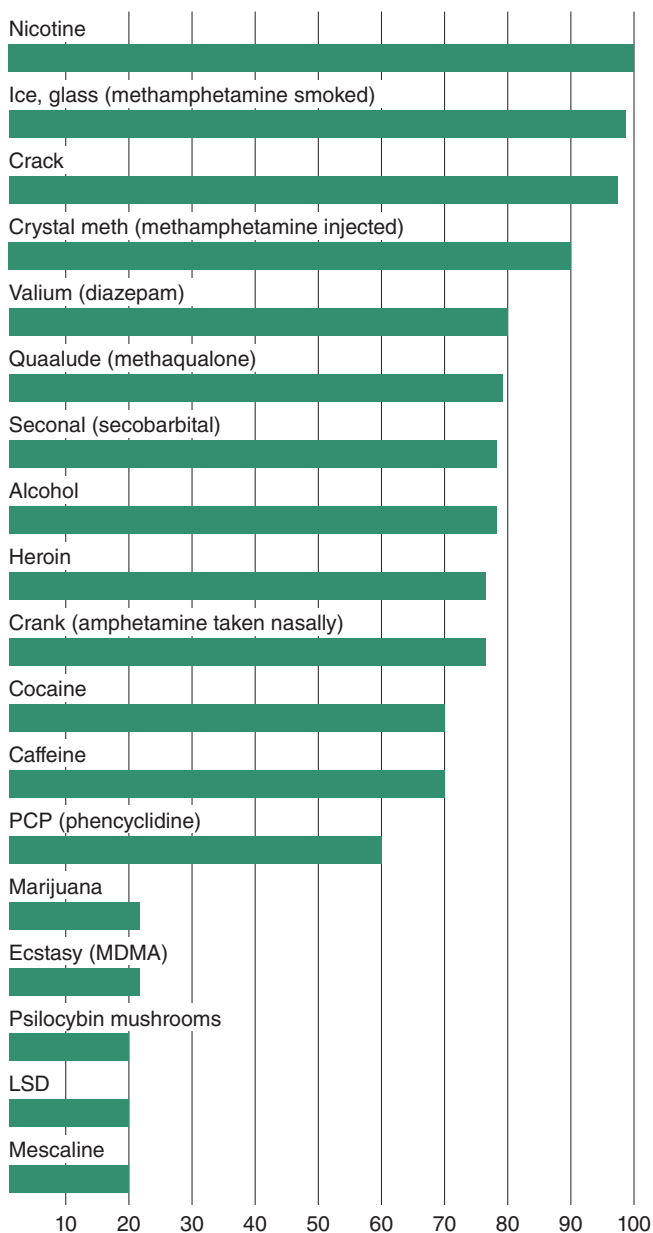 Nicotine
Ice, glass (methamphetamine smoked)
Crack
Crystal meth (methamphetamine injected)
Valium (diazepam)
Quaalude (methaqualone)
Seconal (secobarbital)
Alcohol
Heroin
Crank (amphetamine taken nasally)
Cocaine
Caffeine
PCP (phencyclidine)
Marijuana
Ecstasy (MDMA)
Psilocybin mushrooms
LSD
Mescaline
10 20 30 40 50 60 70 80 90 100